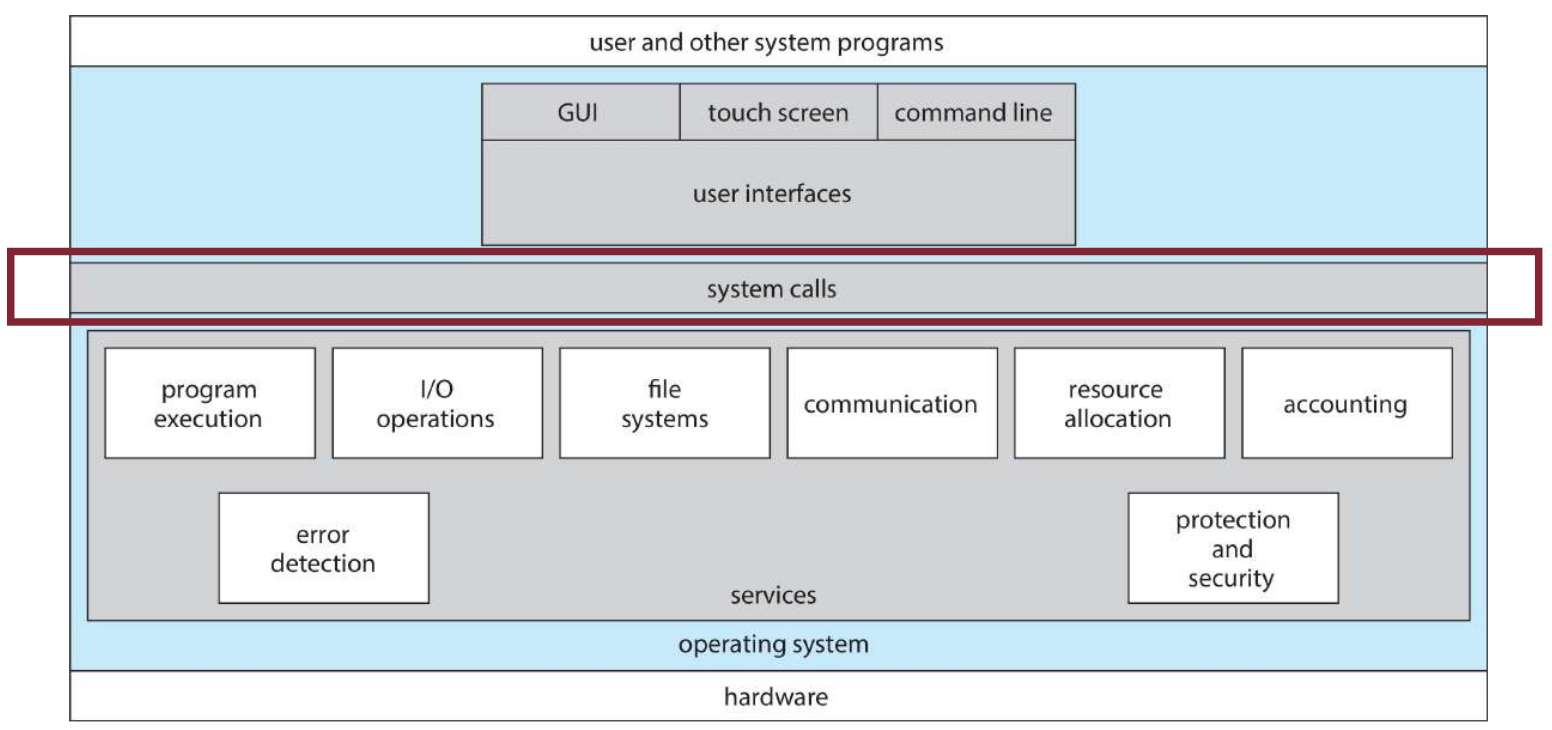 user and other system programs
GUI
touch screen
command line
user interfaces
system calls
program
execution
I/O
operations
file
systems
communication
resource
allocation
accounting
error
detection
protection
and
security
services
operating system
hardware